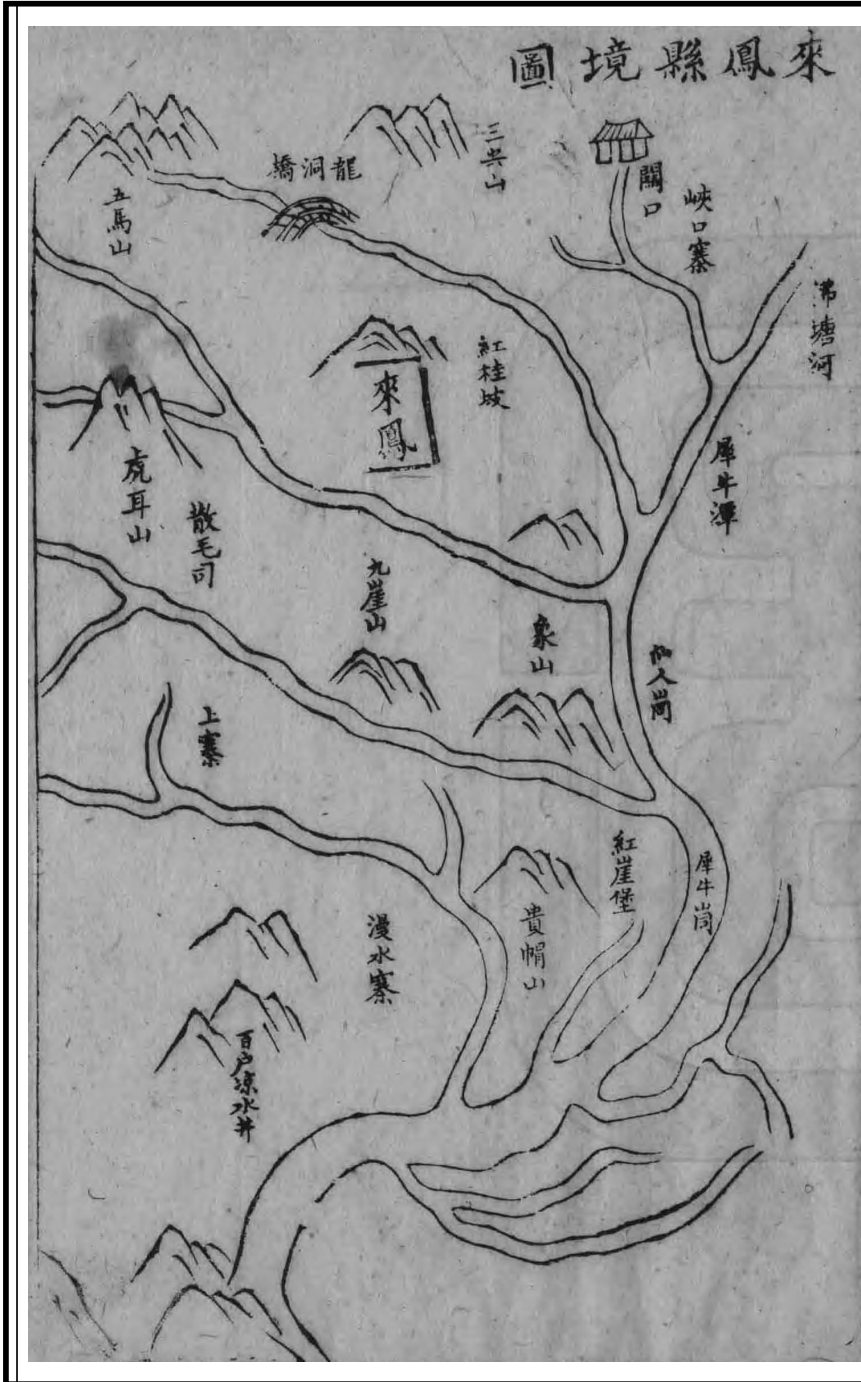 來鳳縣境圖
沸塘河
峽口寨
關口
三尖山
龍洞橋
五馬山
紅桂坡
來鳳
犀牛潭
虎耳山
散毛司
九崖山
象山
仙人峝
上寨
紅崖堡
犀牛峝
貴帽山
漫水寨
百户凉水井